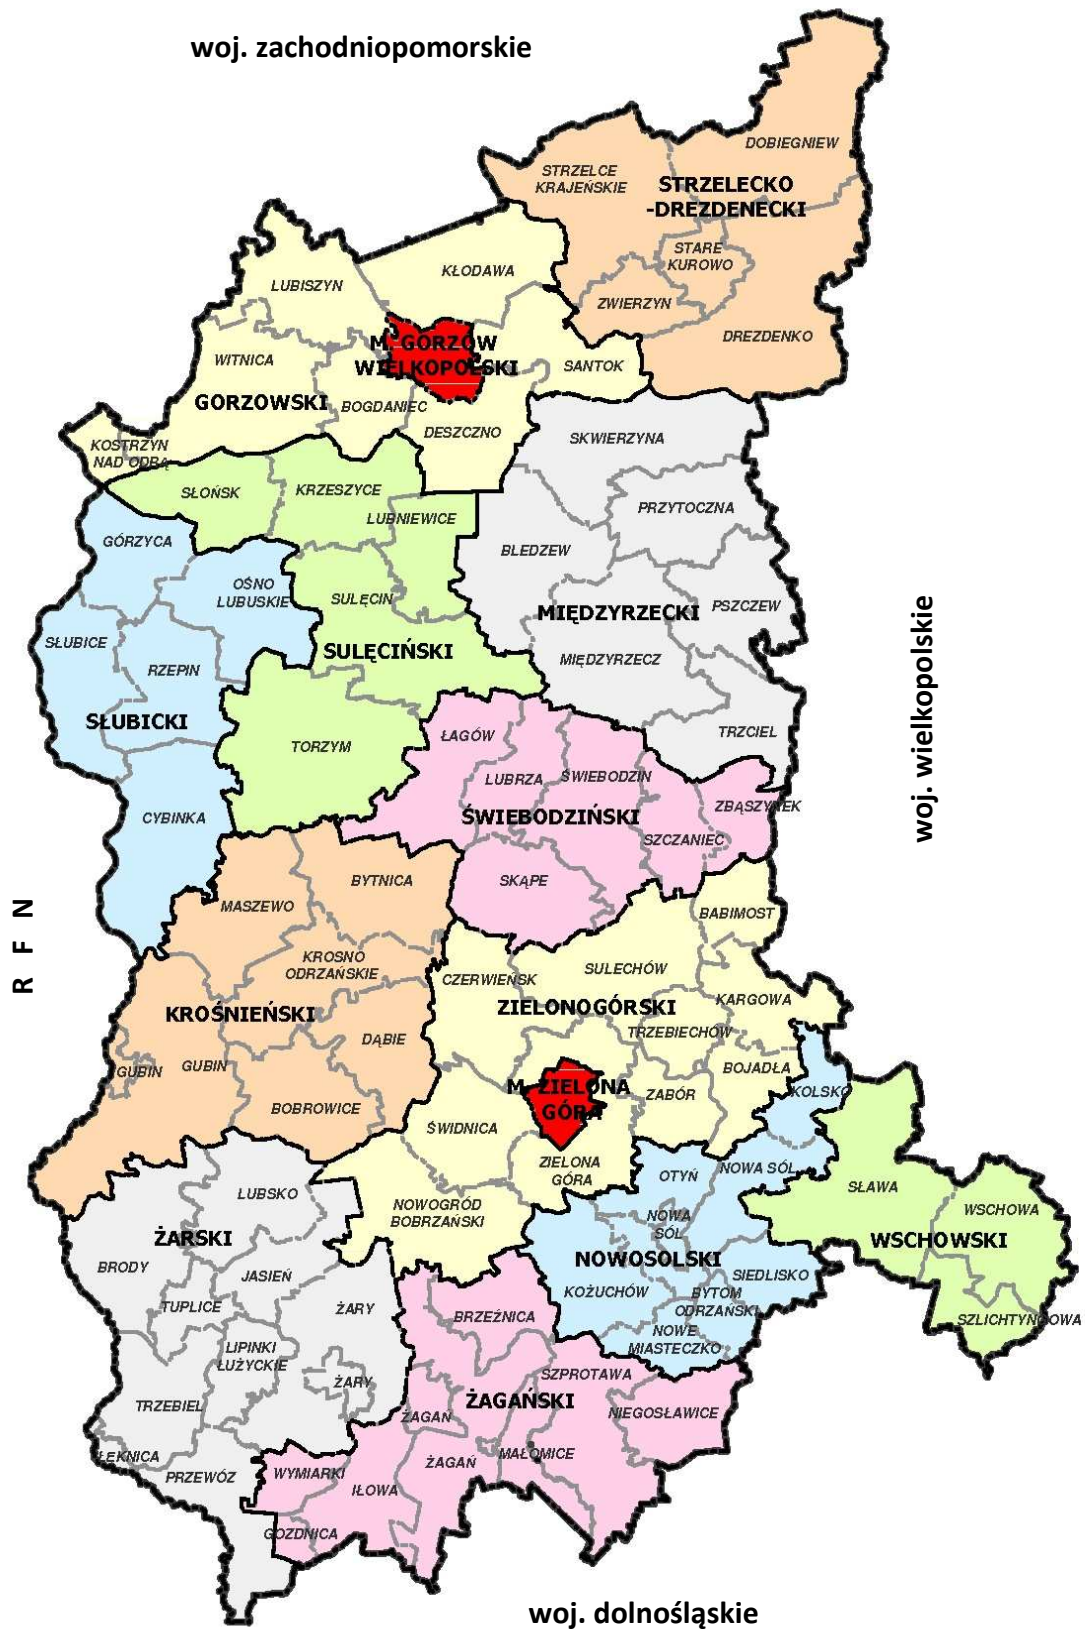 woj. zachodniopomorskie
DOBIEGNIEW
STRZELCE
KRAJEŃSKIE
STRZELECKO
-DREZDENECKI
STARE
KUROWO
ZWIERZYN
DREZDENKO
KŁODAWA
LUBISZYN
M. GORZÓW
WIELKOPOLSKI
WITNICA
SANTOK
GORZOWSKI
BOGDANIEC
DESZCZNO
KOSTRZYN
NAD ODRĄ
SKWIERZYNA
SŁOŃSK
KRZESZYCE
LUBNIEWICE
PRZYTOCZNA
GÓRZYCA
BLEDZEW
OŚNO
LUBUSKIE
SULĘCIN
MIĘDZYRZECKI
PSZCZEW
SŁUBICE
RZEPIN
SULĘCIŃSKI
MIĘDZYRZECZ
SŁUBICKI
TRZCIEL
TORZYM
ŁAGÓW
LUBRZA
ŚWIEBODZIN
CYBINKA
ŚWIEBODZIŃSKI
ZBĄSZYNEK
SZCZANIEC
woj. wielkopolskie
BYTNICA
SKĄPE
MASZEWO
BABIMOST
R F N
KROSNO
ODRZAŃSKIE
CZERWIEŃSK
SULECHÓW
KROŚNIEŃSKI
ZIELONOGÓRSKI
KARGOWA
DĄBIE
TRZEBIECHÓW
GUBIN
GUBIN
BOJADŁA
M. ZIELONA
GÓRA
ZABÓR
KOLSKO
BOBROWICE
ŚWIDNICA
ZIELONA
GÓRA
OTYŃ
NOWA SÓL
LUBSKO
SŁAWA
NOWOGRÓD
BOBRZAŃSKI
NOWA
SÓL
WSCHOWA
ŻARSKI
WSCHOWSKI
NOWOSOLSKI
BRODY
JASIEŃ
SIEDLISKO
KOŻUCHÓW
BYTOM
ODRZAŃSKI
TUPLICE
ŻARY
BRZEŹNICA
NOWE
MIASTECZKO
SZLICHTYNGOWA
LIPINKI
ŁUŻYCKIE
ŻARY
SZPROTAWA
ŻAGAŃSKI
TRZEBIEL
ŻAGAŃ
NIEGOSŁAWICE
ŁĘKNICA
MAŁOMICE
PRZEWÓZ
WYMIARKI
ŻAGAŃ
IŁOWA
GOZDNICA
woj. dolnośląskie